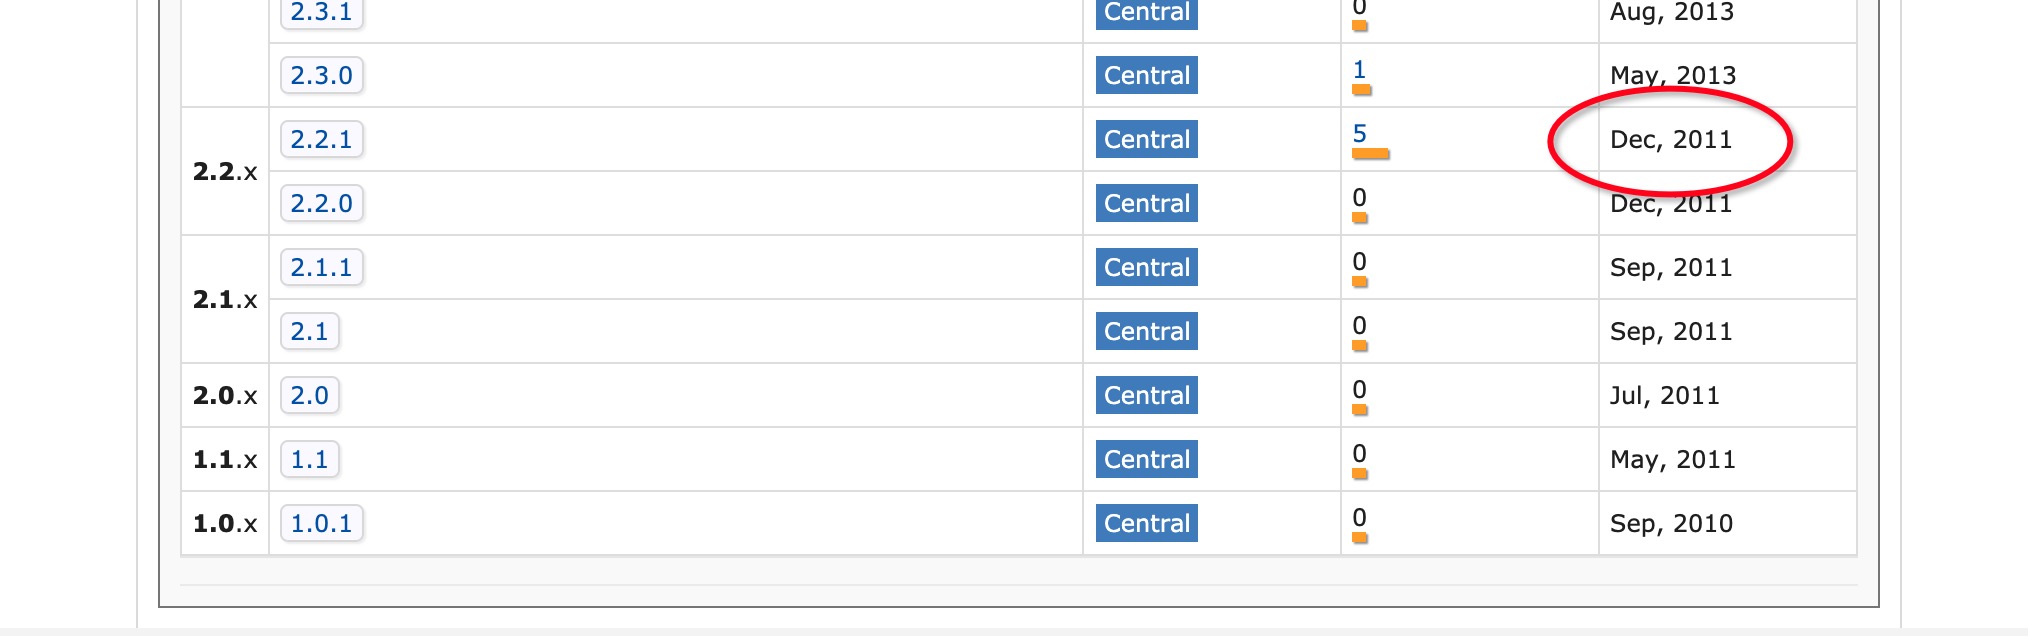 2.3.1 Central 0 Aug, 2013
2.3.0 Central 1 May, 2013
2.2.x
2.2.1 Central 5 Dec, 2011
2.2.0 Central 0 Dec, 2011
2.1.x
2.1.1 Central 0 Sep, 2011
2.1 Central 0 Sep, 2011
2.0.x 2.0 Central 0 Jul, 2011
1.1.x 1.1 Central 0 May, 2011
1.0.x 1.0.1 Central 0 Sep, 2010